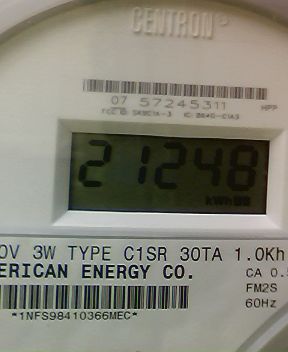 CENTRON®
07 57245311 HPP
21248
kWh
0V 3W TYPE C1SR 30TA 1.0Kh
ERICAN ENERGY CO. CA 0.5
FM2S
60Hz
*1NFS98410366MEC*